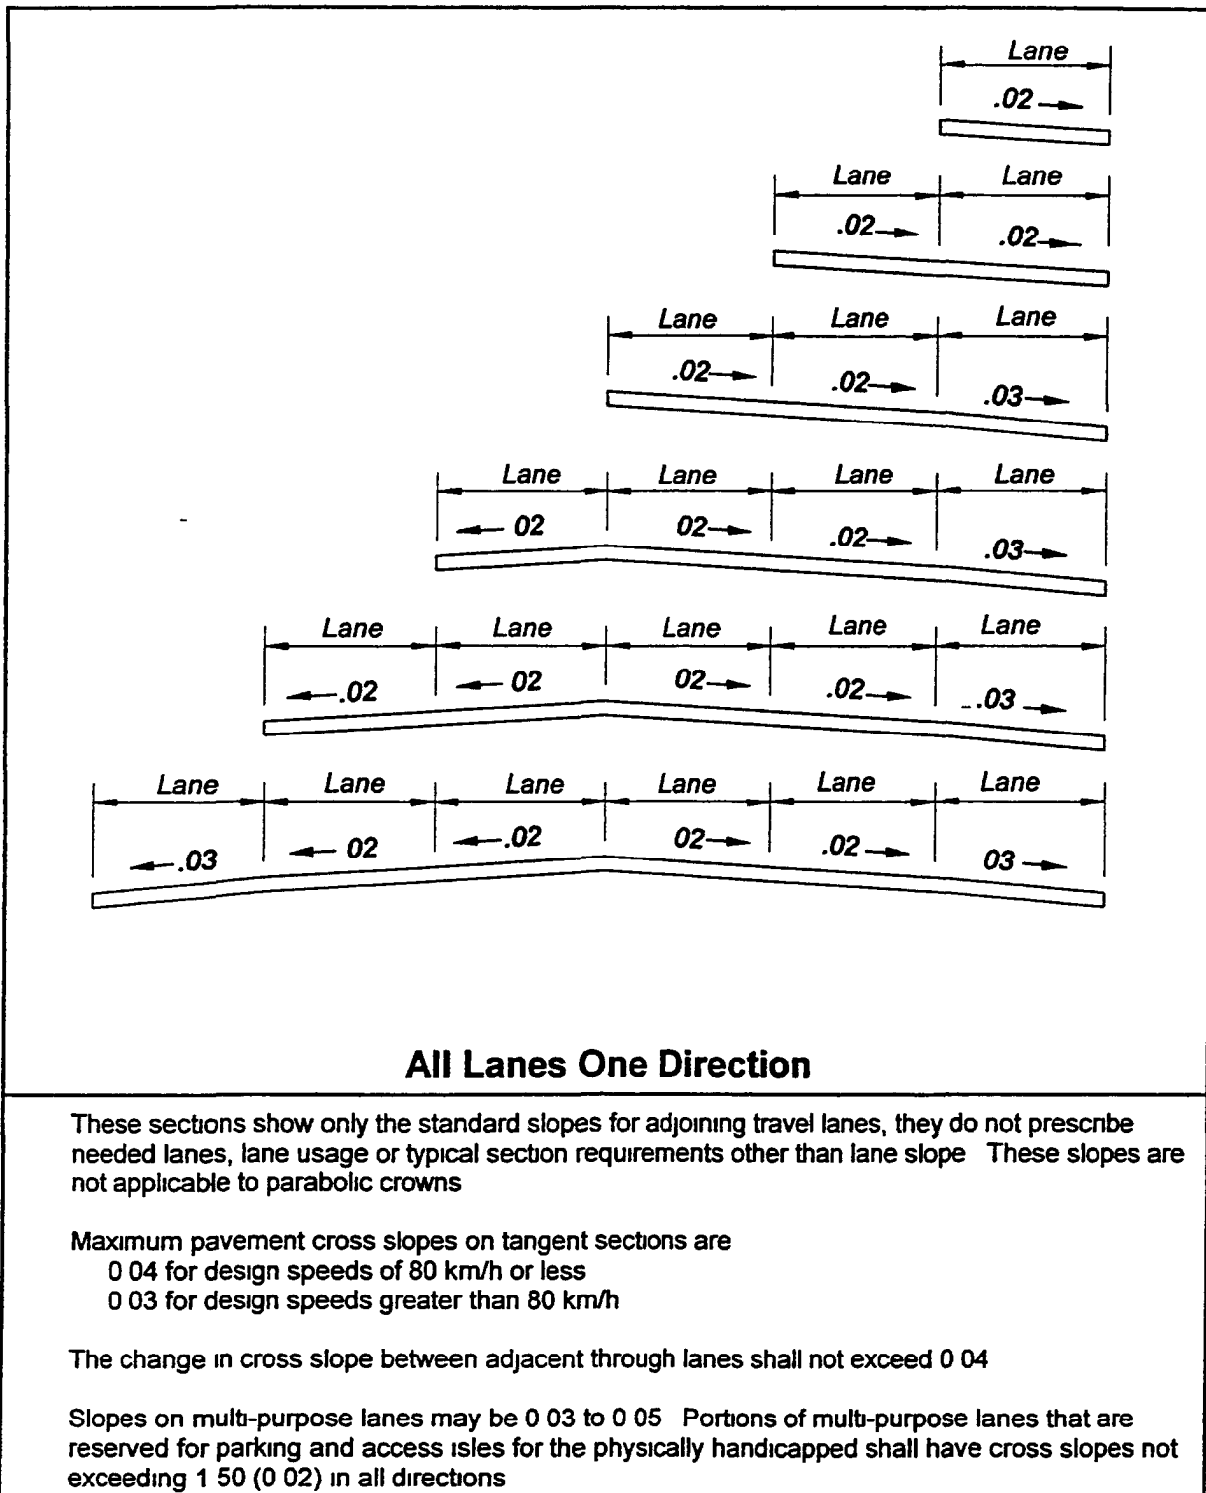 Lane
.02
Lane Lane
.02 .02
Lane Lane Lane
.02 .02 .03
Lane Lane Lane Lane
02 02 .02 .03
Lane Lane Lane Lane Lane
.02 02 02 .02 .03
Lane Lane Lane Lane Lane Lane
.03 02 .02 02 .02 03
All Lanes One Direction
These sections show only the standard slopes for adjoining travel lanes, they do not prescribe
needed lanes, lane usage or typical section requirements other than lane slope These slopes are
not applicable to parabolic crowns
Maximum pavement cross slopes on tangent sections are
0 04 for design speeds of 80 km/h or less
0 03 for design speeds greater than 80 km/h
The change in cross slope between adjacent through lanes shall not exceed 0 04
Slopes on multi-purpose lanes may be 0 03 to 0 05 Portions of multi-purpose lanes that are
reserved for parking and access isles for the physically handicapped shall have cross slopes not
exceeding 1 50 (0 02) in all directions